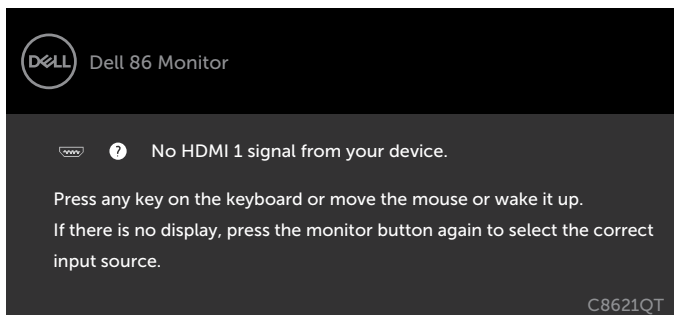 DELL
Dell 86 Monitor
? No HDMI 1 signal from your device.
Press any key on the keyboard or move the mouse or wake it up.
If there is no display, press the monitor button again to select the correct
input source.
C8621QT